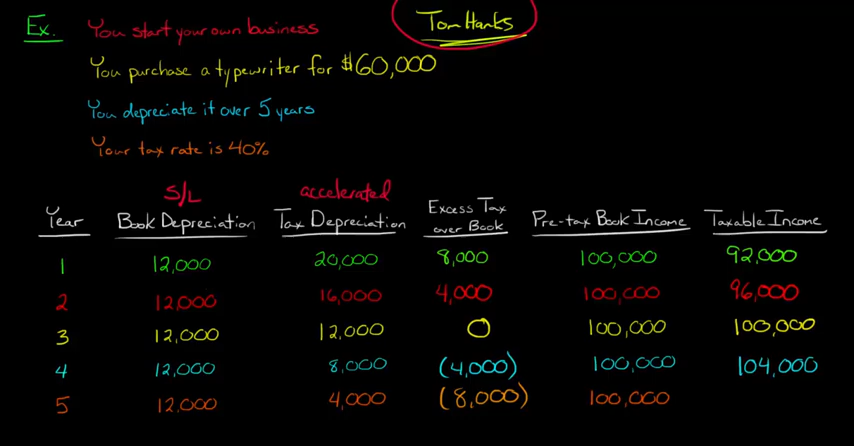 Ex. You start your own business Tom Hanks
You purchase a typewriter for $60,000
You depreciate it over 5 years
Your tax rate is 40%
S/L accelerated
Year Book Depreciation Tax Depreciation Excess Tax over Book Pre-tax Book Income Taxable Income
1 12,000 20,000 8,000 100,000 92,000
2 12,000 16,000 4,000 100,000 96,000
3 12,000 12,000 0 100,000 100,000
4 12,000 8,000 (4,000) 100,000 104,000
5 12,000 4,000 (8,000) 100,000